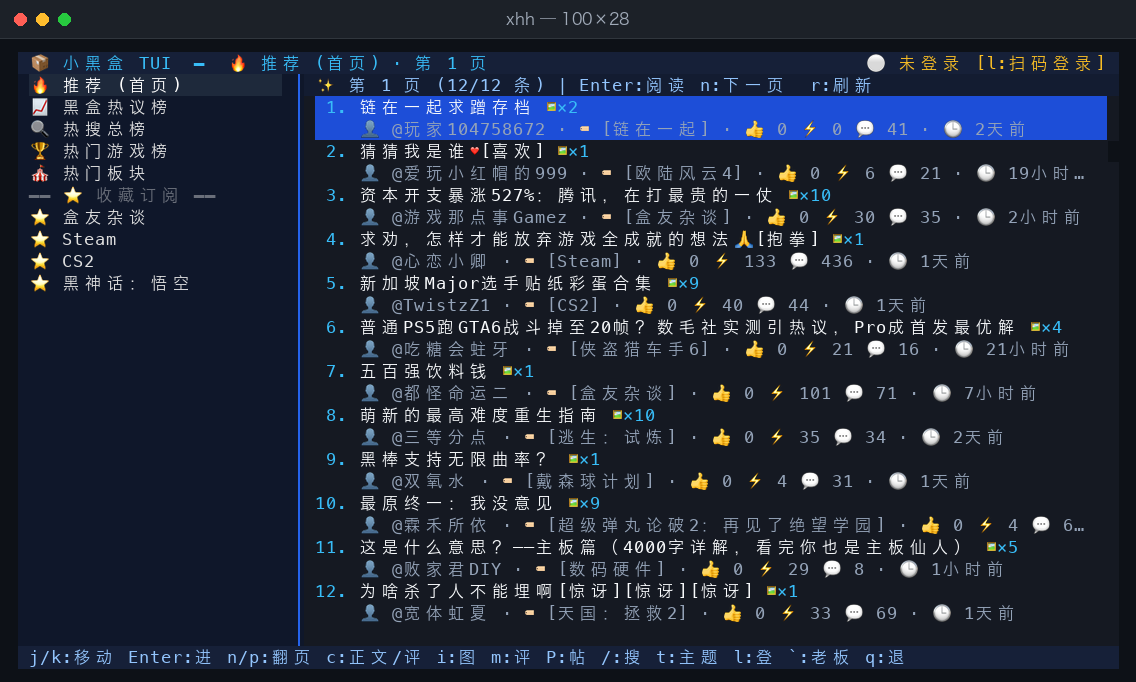 xhh — 100×28
📦 小黑盒 TUI — 🔥 推荐 (首页) · 第 1 页
⚪ 未登录 [l:扫码登录]
🔥 推荐 (首页)
📈 黑盒热议榜
🔍 热搜总榜
🏆 热门游戏榜
🎪 热门板块
—— ⭐ 收藏订阅 ——
⭐ 盒友杂谈
⭐ Steam
⭐ CS2
⭐ 黑神话: 悟空
✨ 第 1 页 (12/12 条) | Enter:阅读 n:下一页 r:刷新
1. 链在一起求蹭存档 🖼×2
👤 @玩家104758672 · 🏷 [链在一起] · 👍 0 ⚡ 0 💬 41 · 🕒 2天前
2. 猜猜我是谁❤[喜欢] 🖼×1
👤 @爱玩小红帽的999 · 🏷 [欧陆风云4] · 👍 0 ⚡ 6 💬 21 · 🕒 19小时…
3. 资本开支暴涨527%: 腾讯, 在打最贵的一仗 🖼×10
👤 @游戏那点事Gamez · 🏷 [盒友杂谈] · 👍 0 ⚡ 30 💬 35 · 🕒 2小时前
4. 求劝, 怎样才能放弃游戏全成就的想法🙏[抱拳] 🖼×1
👤 @心恋小卿 · 🏷 [Steam] · 👍 0 ⚡ 133 💬 436 · 🕒 1天前
5. 新加坡Major选手贴纸彩蛋合集 🖼×9
👤 @TwistzZ1 · 🏷 [CS2] · 👍 0 ⚡ 40 💬 44 · 🕒 1天前
6. 普通PS5跑GTA6战斗掉至20帧? 数毛社实测引热议, Pro成首发最优解 🖼×4
👤 @吃糖会蛀牙 · 🏷 [侠盗猎车手6] · 👍 0 ⚡ 21 💬 16 · 🕒 21小时前
7. 五百强饮料钱 🖼×1
👤 @都怪命运二 · 🏷 [盒友杂谈] · 👍 0 ⚡ 101 💬 71 · 🕒 7小时前
8. 萌新的最高难度重生指南 🖼×10
👤 @三等分点 · 🏷 [逃生: 试炼] · 👍 0 ⚡ 35 💬 34 · 🕒 2天前
9. 黑棒支持无限曲率? 🖼×1
👤 @双氧水 · 🏷 [戴森球计划] · 👍 0 ⚡ 4 💬 31 · 🕒 1天前
10. 最原终一: 我没意见 🖼×9
👤 @霖禾所依 · 🏷 [超级弹丸论破2: 再见了绝望学园] · 👍 0 ⚡ 4 💬 6…
11. 这是什么意思? ——主板篇 (4000字详解, 看完你也是主板仙人) 🖼×5
👤 @败家君DIY · 🏷 [数码硬件] · 👍 0 ⚡ 29 💬 8 · 🕒 1小时前
12. 为啥杀了人不能埋啊[惊讶][惊讶][惊讶] 🖼×1
👤 @宽体虹夏 · 🏷 [天国: 拯救2] · 👍 0 ⚡ 33 💬 69 · 🕒 1天前
j/k:移动 Enter:进 n/p:翻页 c:正文/评 i:图 m:评 P:帖 /:搜 t:主题 l:登 `:老板 q:退